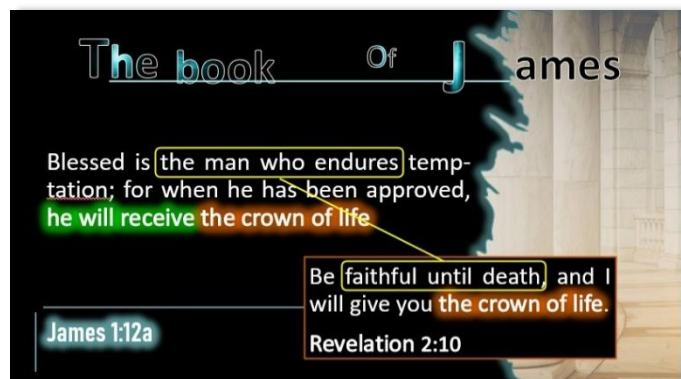 The book Of James
Blessed is the man who endures temp-
tation; for when he has been approved,
he will receive the crown of life
Be faithful until death, and I
will give you the crown of life.
Revelation 2:10
James 1:12a